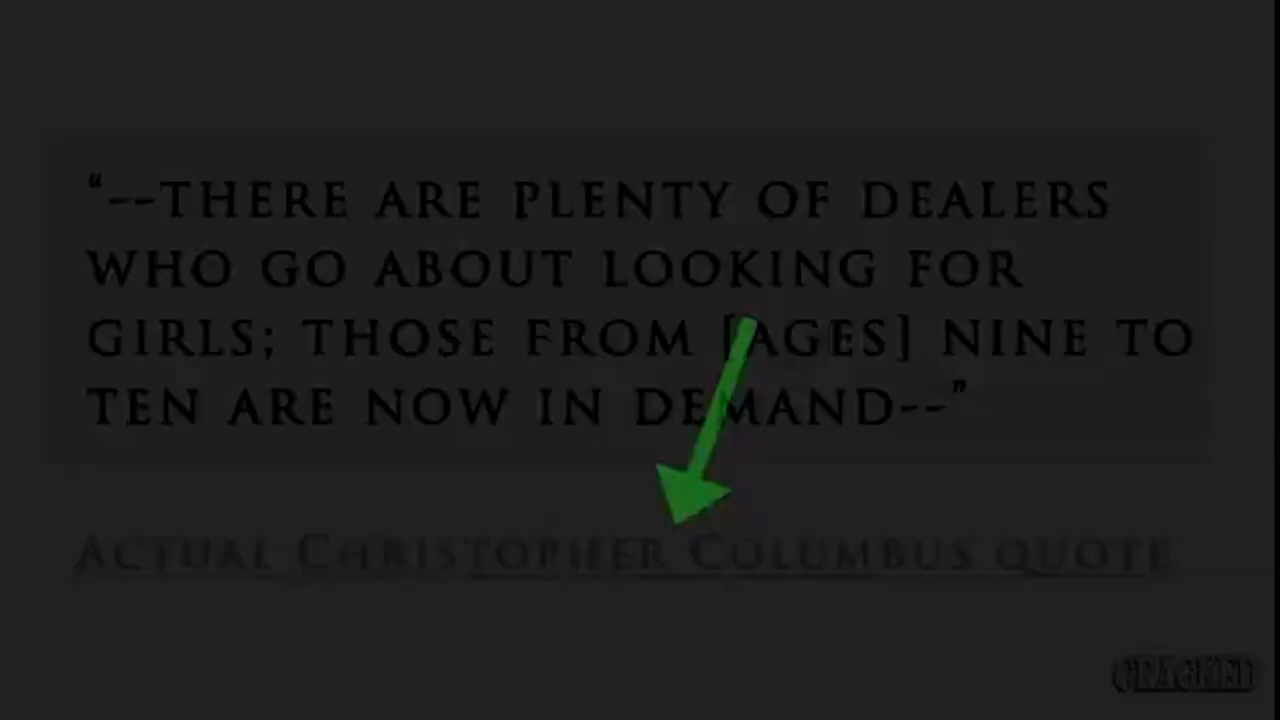 “--THERE ARE PLENTY OF DEALERS
WHO GO ABOUT LOOKING FOR
GIRLS; THOSE FROM [AGES] NINE TO
TEN ARE NOW IN DEMAND--”
ACTUAL CHRISTOPHER COLUMBUS QUOTE
CRACKED